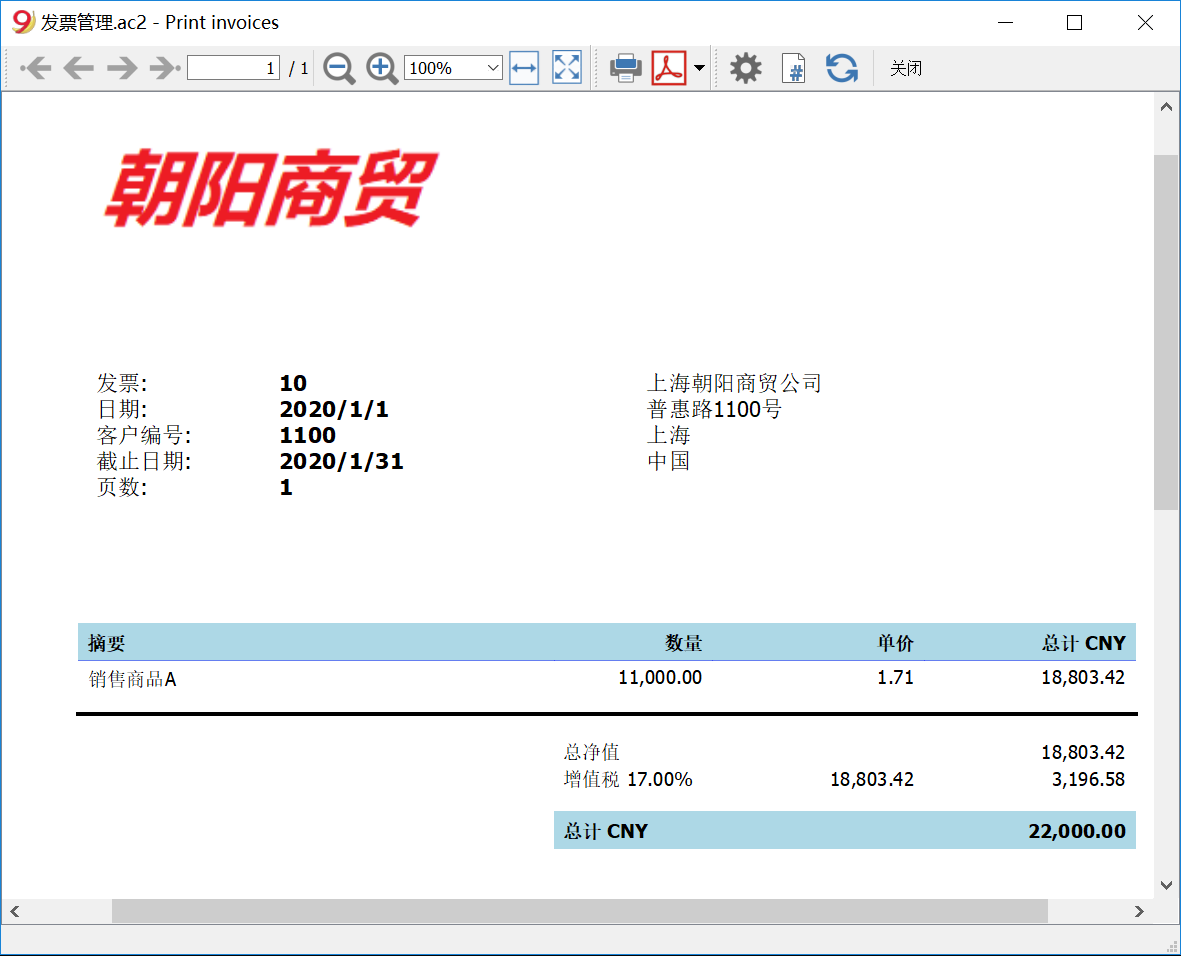 发票管理.ac2 - Print invoices
1 / 1 100% 关闭
朝阳商贸
发票: 10 上海朝阳商贸公司
日期: 2020/1/1 普惠路1100号
客户编号: 1100 上海
截止日期: 2020/1/31 中国
页数: 1
摘要 数量 单价 总计 CNY
销售商品A 11,000.00 1.71 18,803.42
总净值 18,803.42
增值税 17.00% 18,803.42 3,196.58
总计 CNY 22,000.00